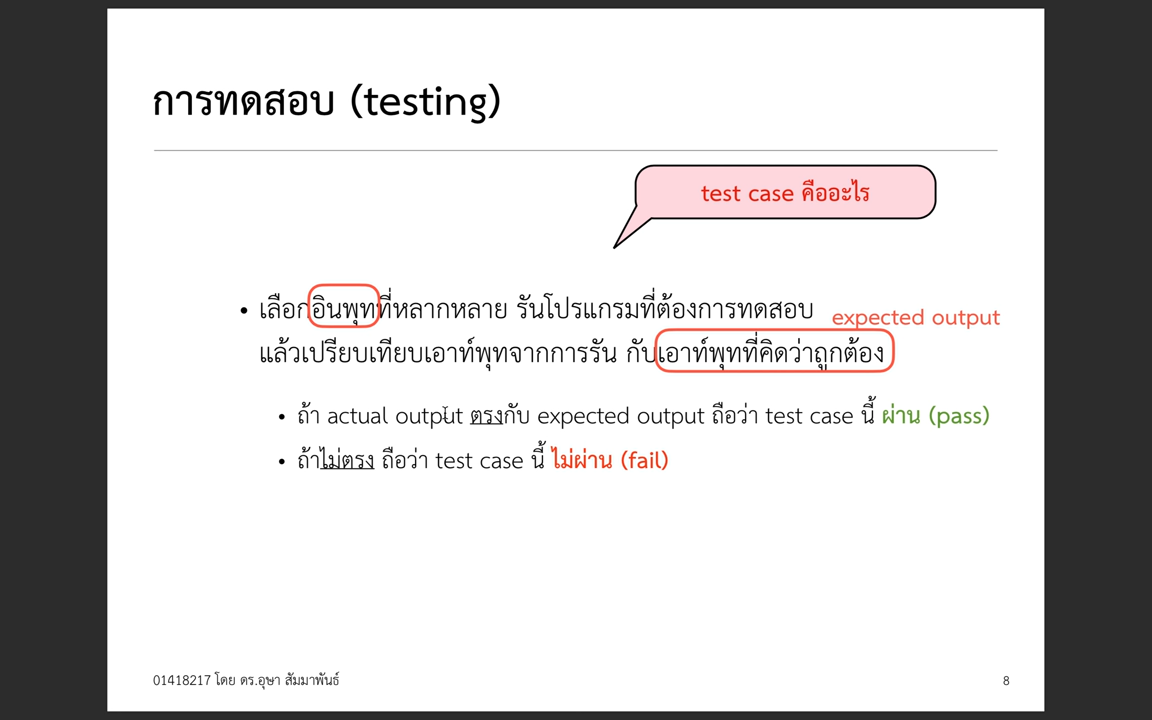 การทดสอบ (testing)
test case คืออะไร
• เลือกอินพุทที่หลากหลาย รันโปรแกรมที่ต้องการทดสอบ
expected output
แล้วเปรียบเทียบเอาท์พุทจากการรัน กับเอาท์พุทที่คิดว่าถูกต้อง
• ถ้า actual output ตรงกับ expected output ถือว่า test case นี้ ผ่าน (pass)
• ถ้าไม่ตรง ถือว่า test case นี้ ไม่ผ่าน (fail)
01418217 โดย ดร.อุษา สัมมาพันธ์
8